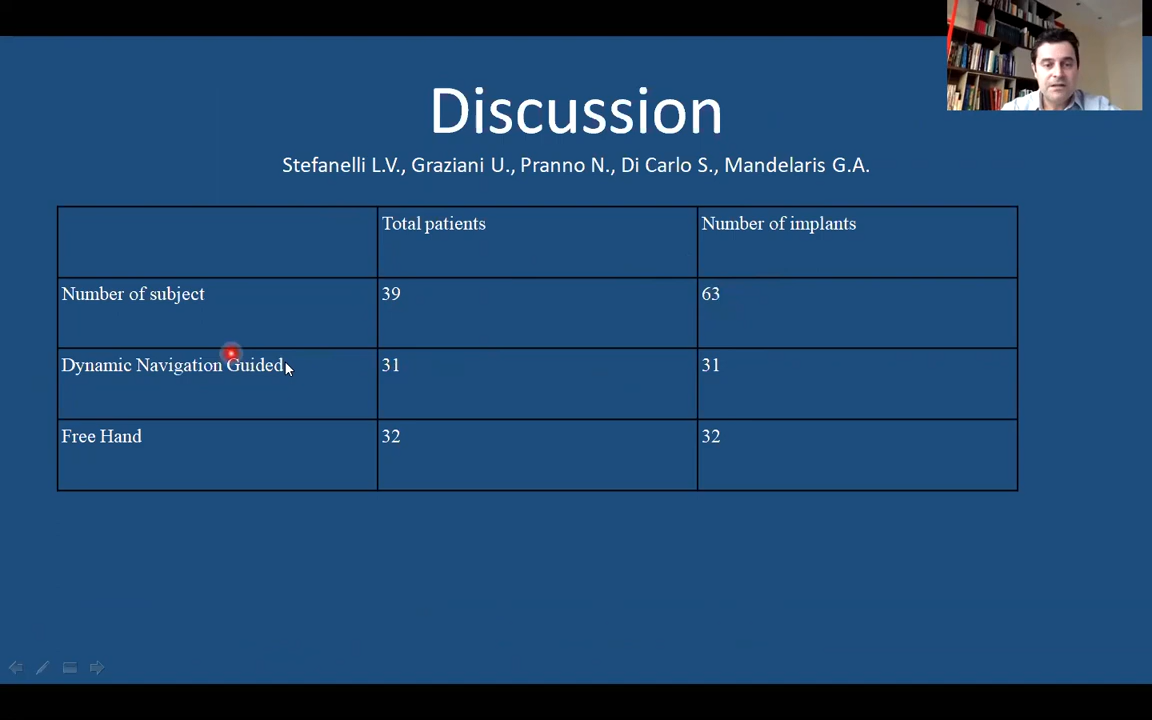 Discussion
Stefanelli L.V., Graziani U., Pranno N., Di Carlo S., Mandelaris G.A.
Total patients
Number of implants
Number of subject
39
63
Dynamic Navigation Guided
31
31
Free Hand
32
32